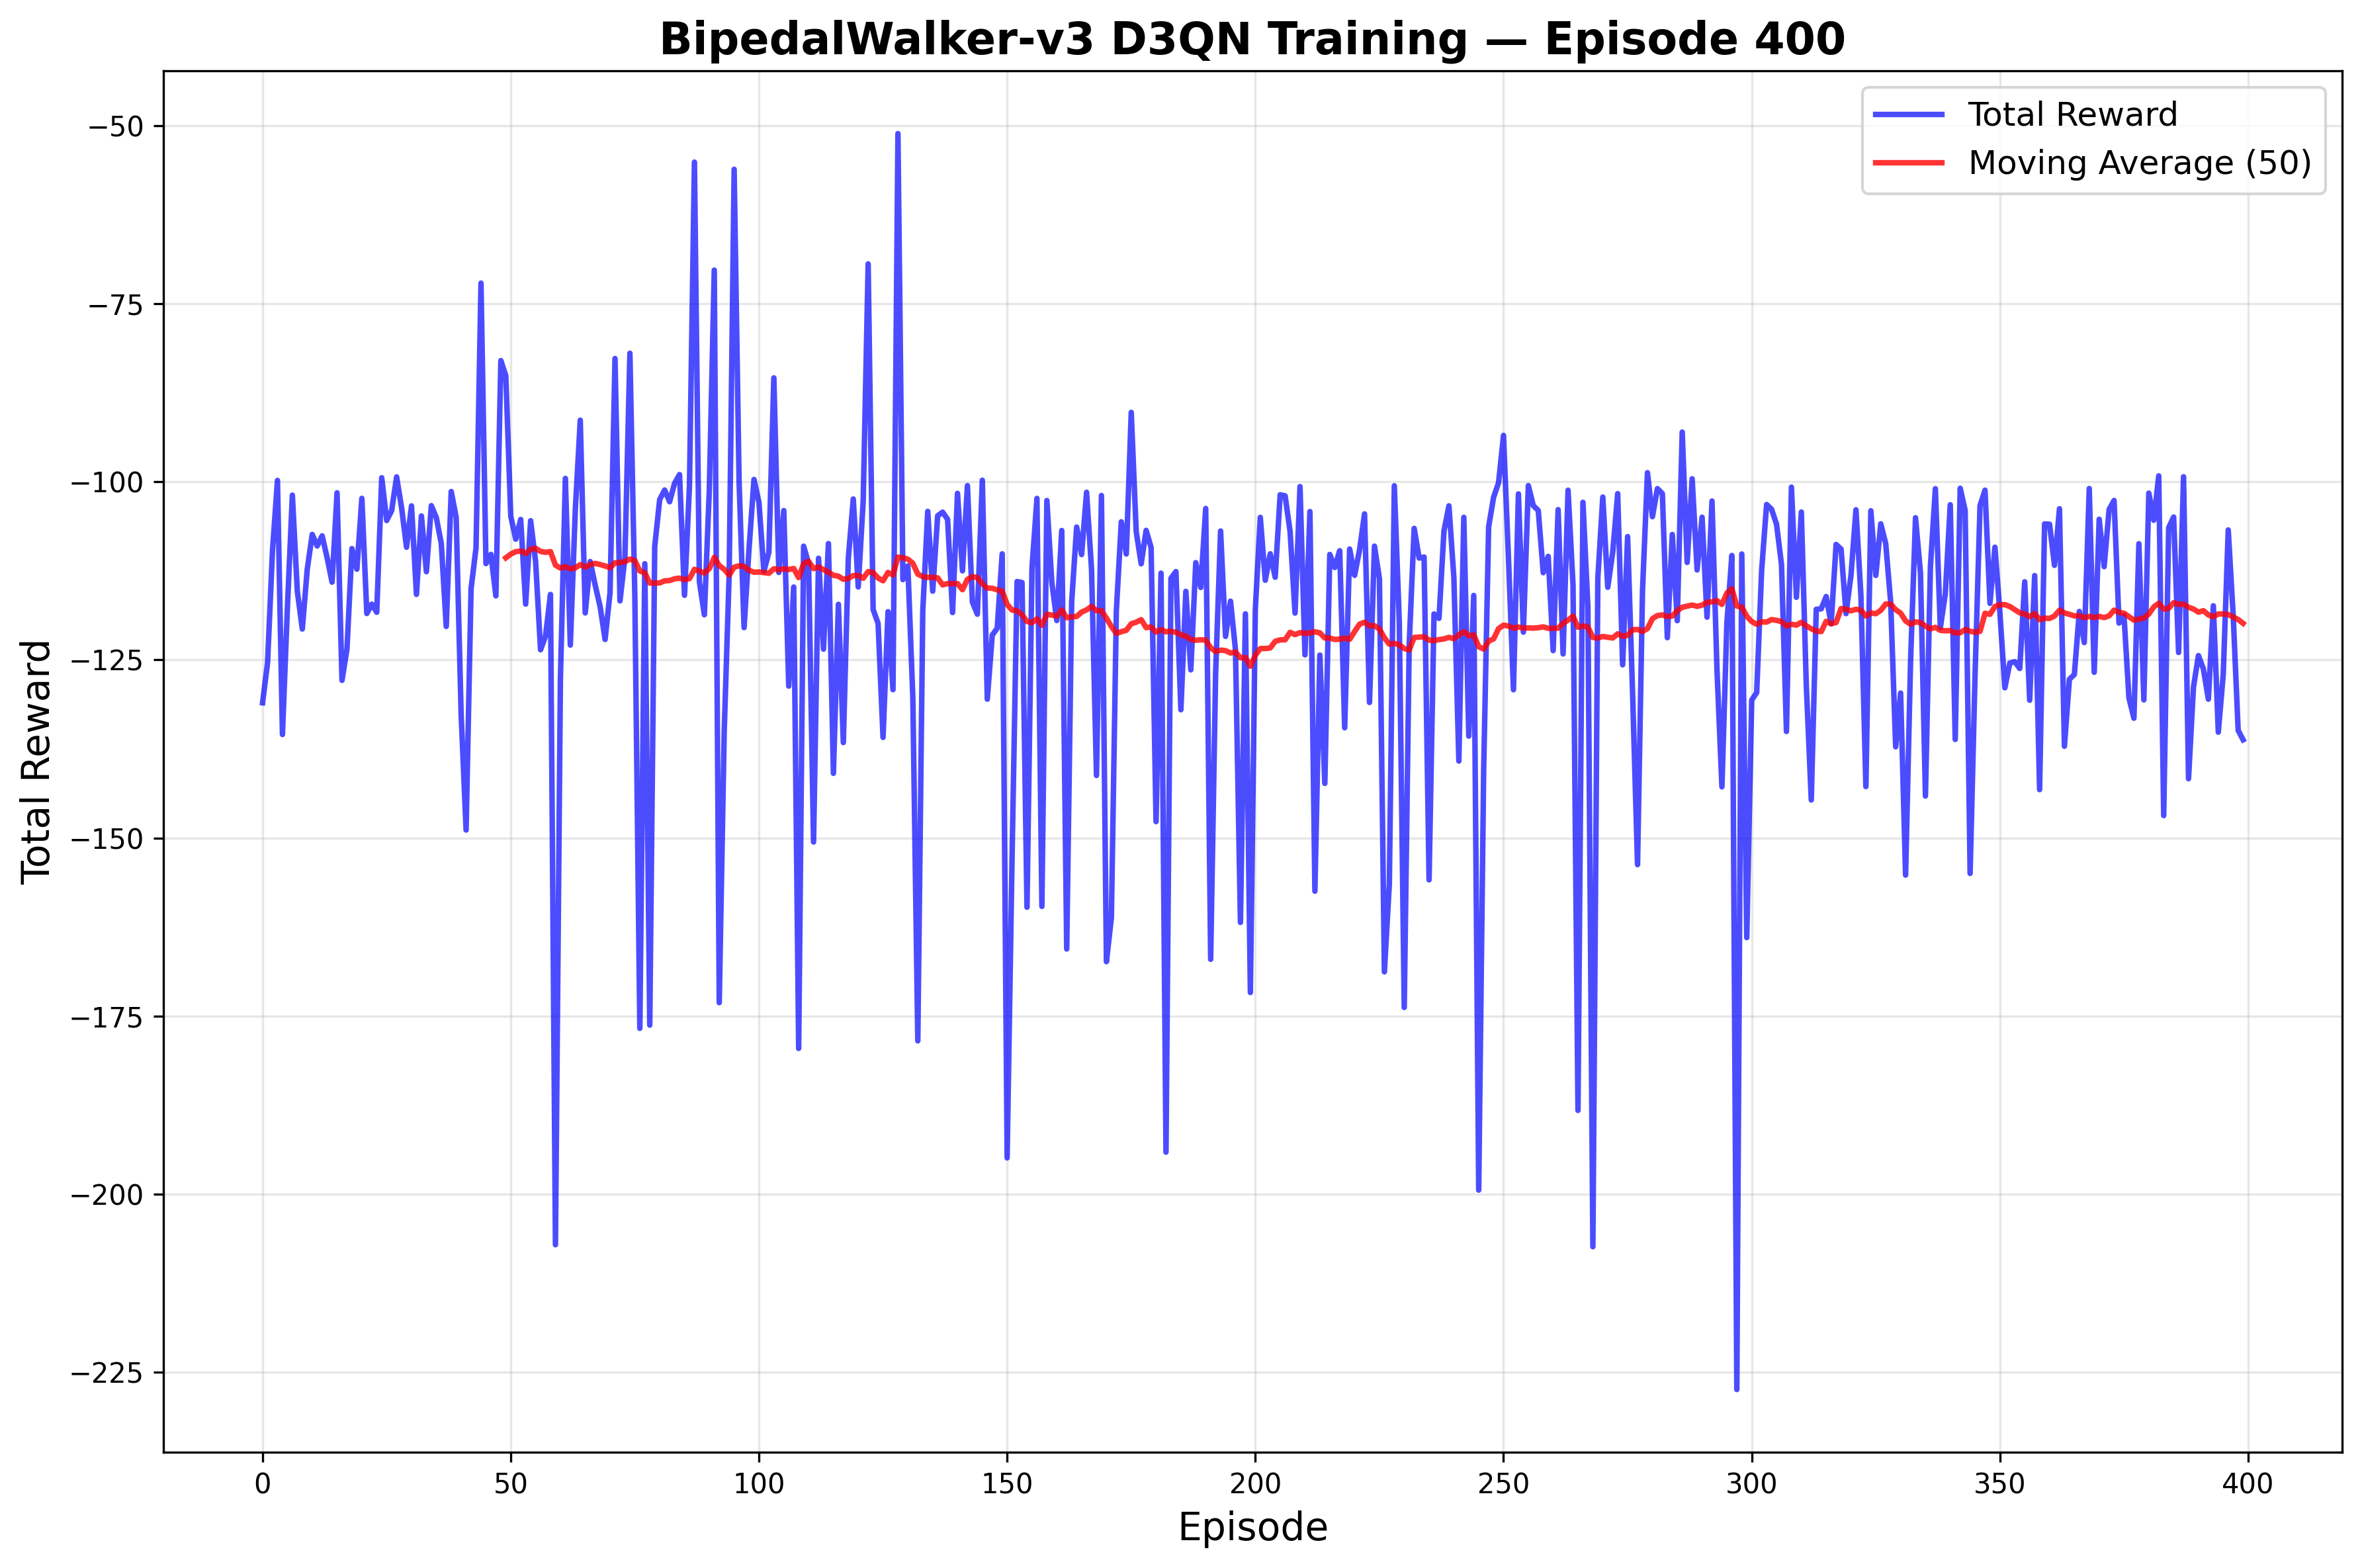 BipedalWalker-v3 D3QN Training — Episode 400
Total Reward
Moving Average (50)
−50
−75
−100
−125
−150
−175
−200
−225
Total Reward
0 50 100 150 200 250 300 350 400
Episode